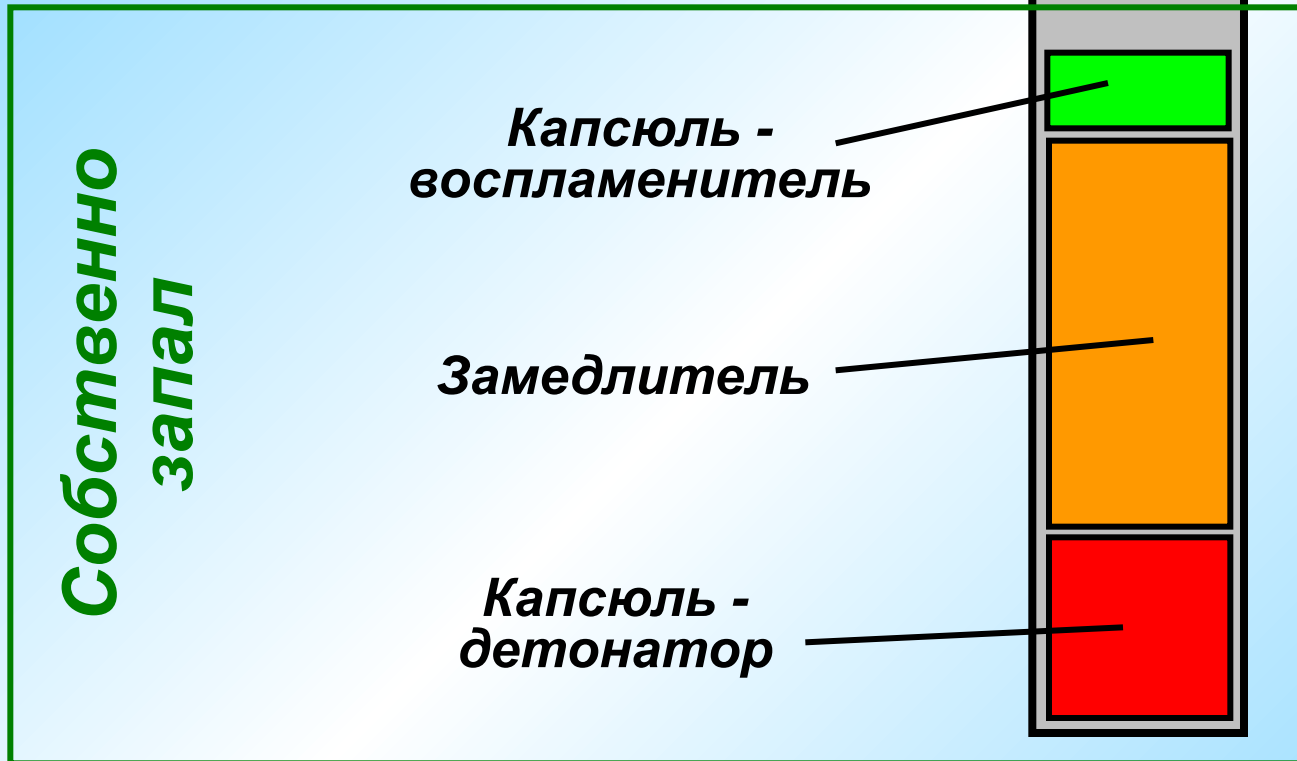 Собственно
запал
Капсюль -
воспламенитель
Замедлитель
Капсюль -
детонатор